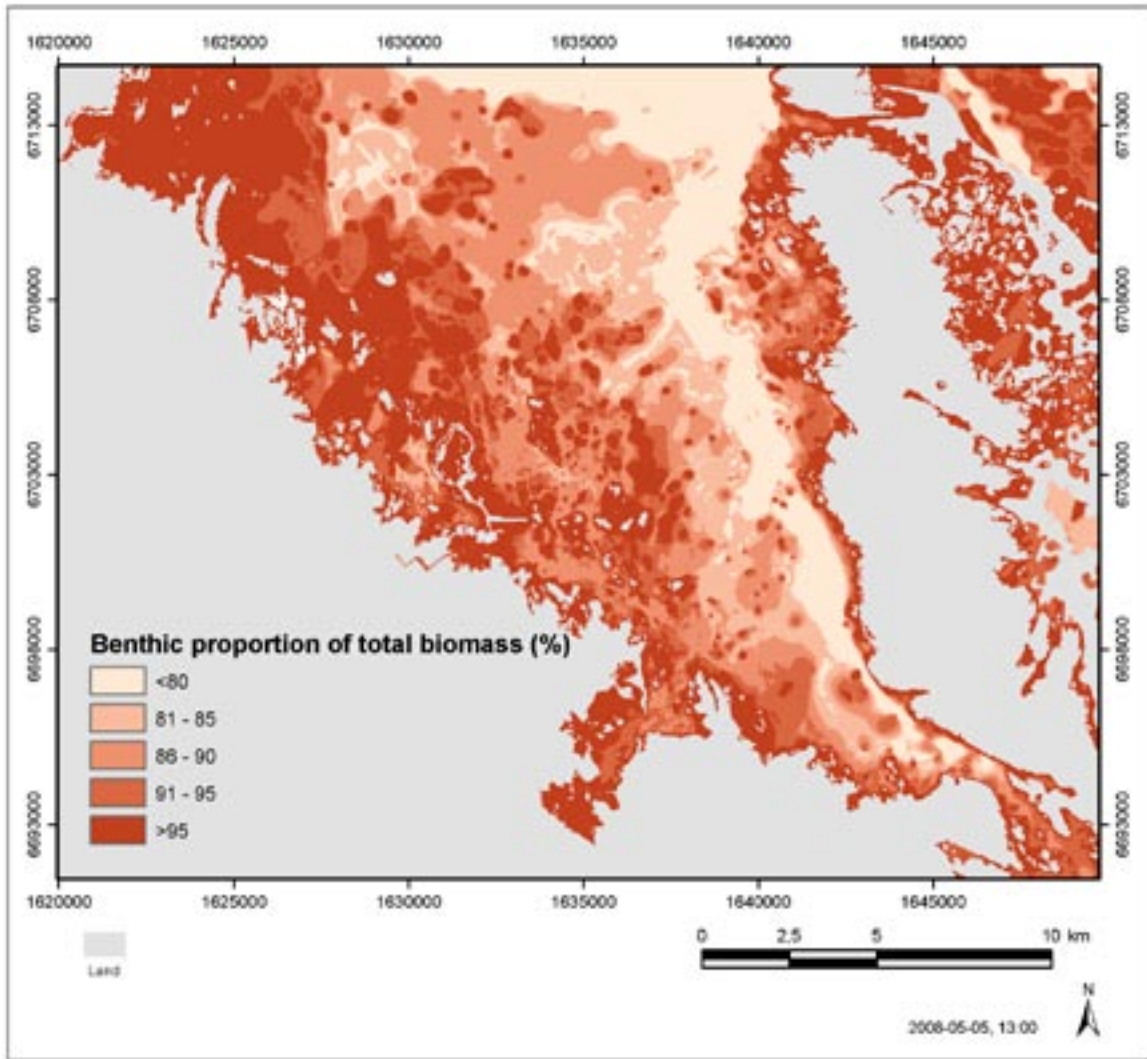 1620000 1625000 1630000 1635000 1640000 1645000
6713000 6713000
6708000 6708000
6703000 6703000
6698000 6698000
6693000 6693000
Benthic proportion of total biomass (%)
<80
81 - 85
86 - 90
91 - 95
>95
1620000 1625000 1630000 1635000 1640000 1645000
Land
0 2,5 5 10 km
N
2008-05-05, 13:00